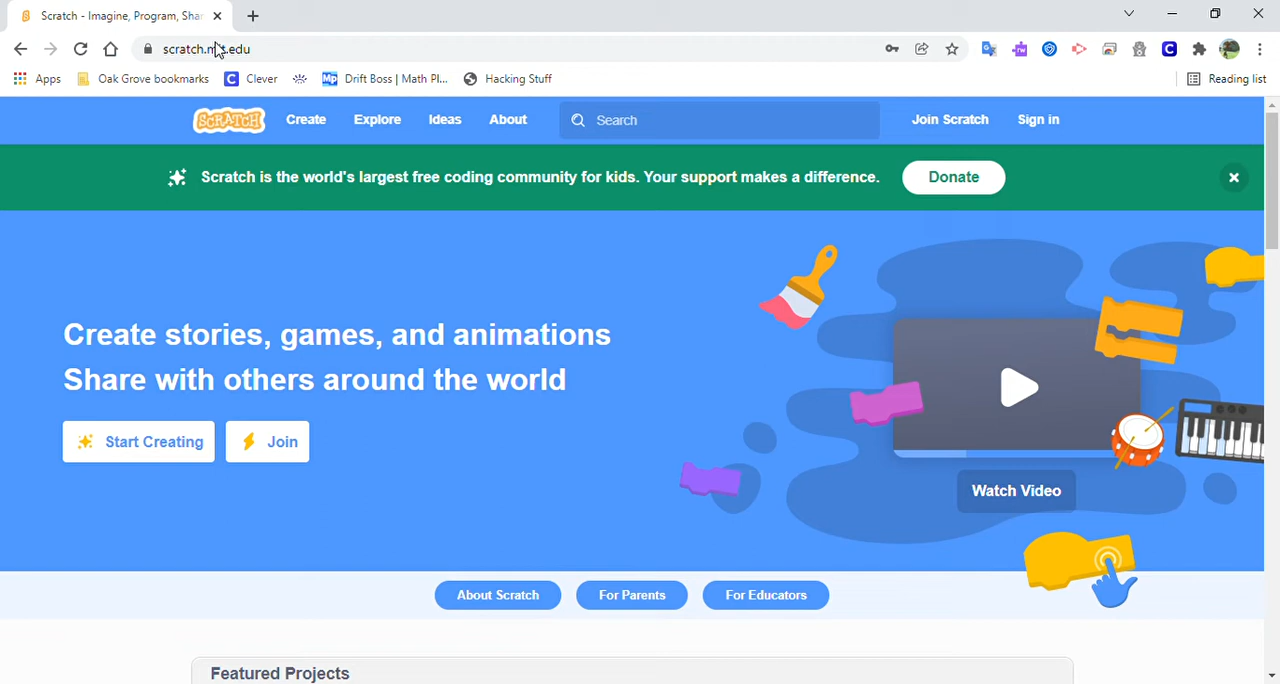 Scratch - Imagine, Program, Shar
scratch.mit.edu
Apps
Oak Grove bookmarks
C Clever
Mp Drift Boss | Math Pl...
Hacking Stuff
Reading list
SCRATCH
Create
Explore
Ideas
About
Search
Join Scratch
Sign in
Scratch is the world's largest free coding community for kids. Your support makes a difference.
Donate
Create stories, games, and animations
Share with others around the world
Start Creating
Join
Watch Video
About Scratch
For Parents
For Educators
Featured Projects